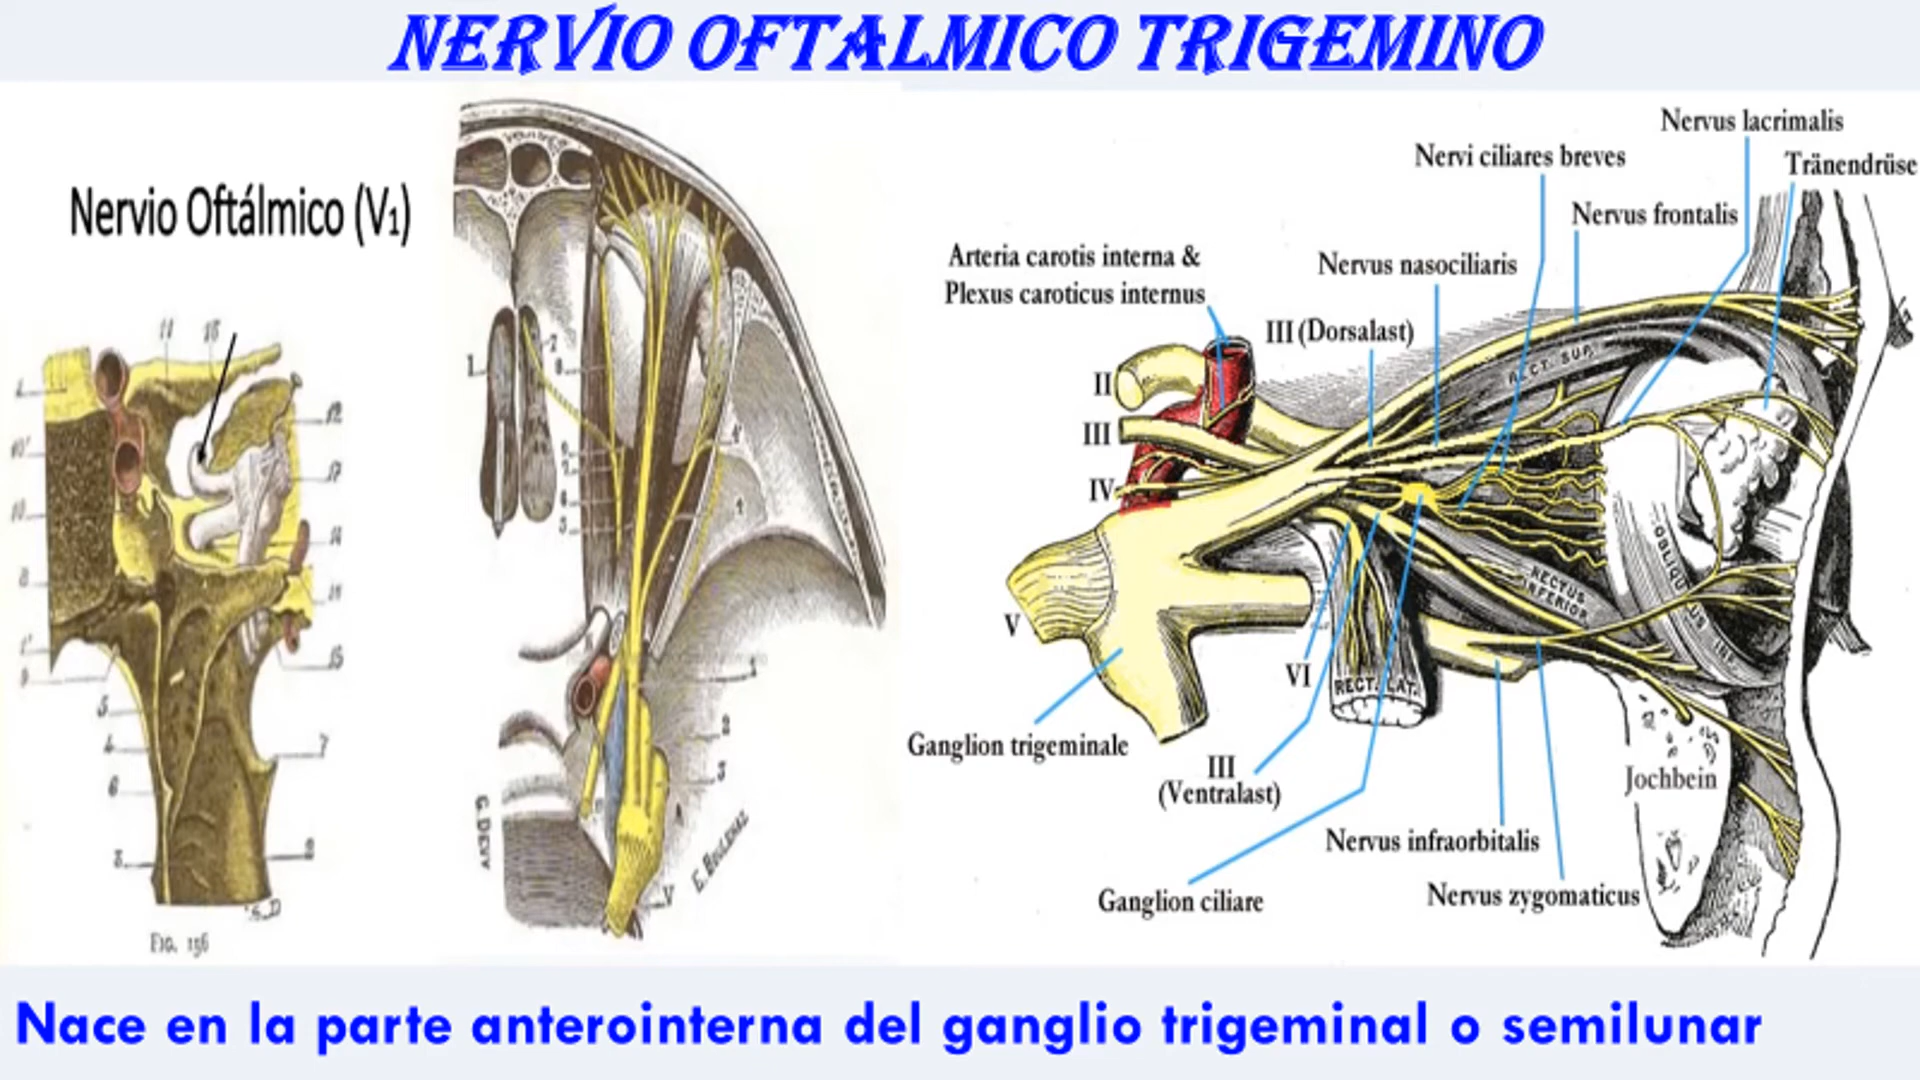 NERVIO OFTALMICO TRIGEMINO
Nervio Oftálmico (V1)
FIG. 156
G. DEVY
G. BOULENAZ
V
Nervus lacrimalis
Nervi ciliares breves
Tränendrüse
Nervus frontalis
Arteria carotis interna &
Plexus caroticus internus
Nervus nasociliaris
III (Dorsalast)
II
III
IV
V
RECT. SUP.
OBLIQUUS INF.
RECTUS
INFERIOR
VI
RECT. LAT.
Ganglion trigeminale
III
(Ventralast)
Jochbein
Nervus infraorbitalis
Ganglion ciliare
Nervus zygomaticus
Nace en la parte anterointerna del ganglio trigeminal o semilunar